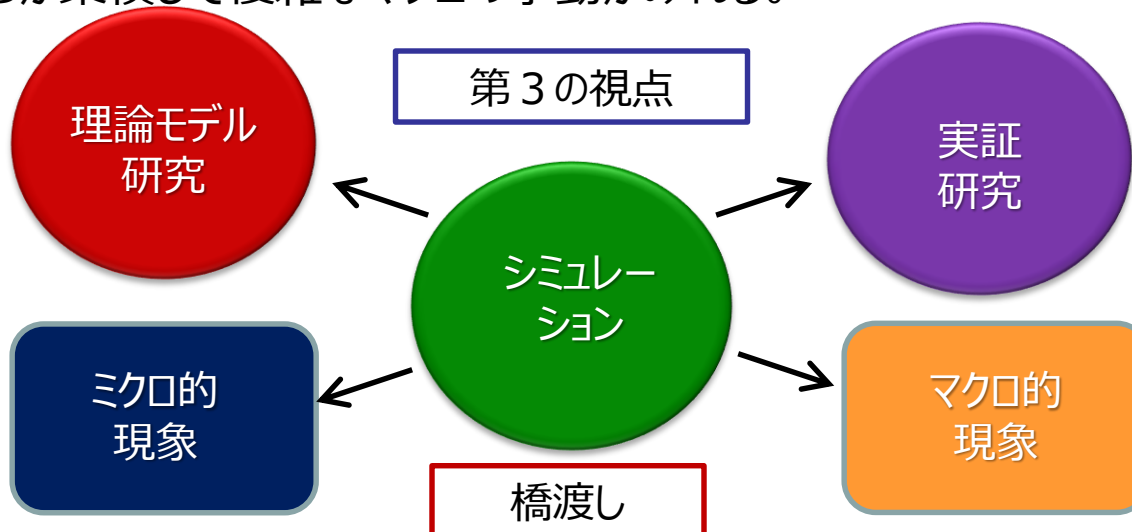 第３の視点
理論モデル
研究
実証
研究
シミュレー
ション
ミクロ的
現象
マクロ的
現象
橋渡し